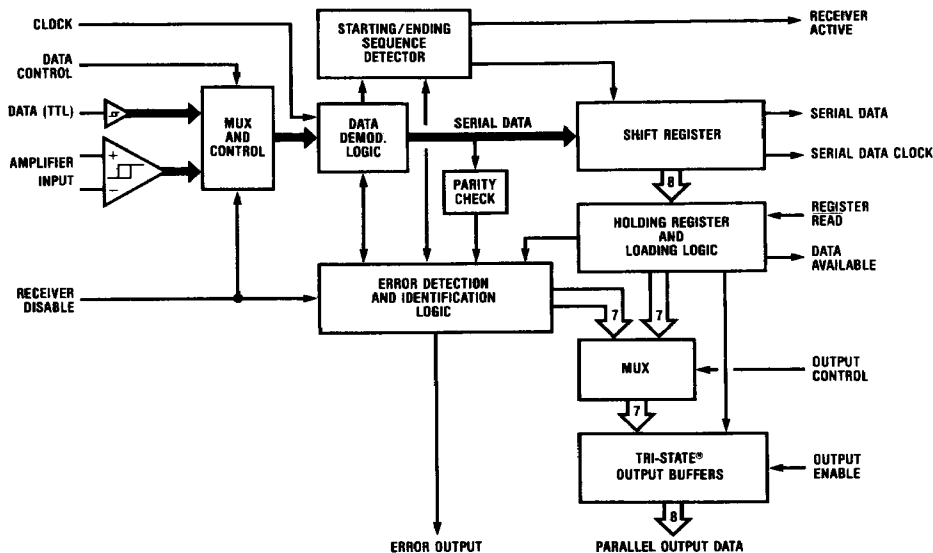 CLOCK
STARTING/ENDING
SEQUENCE
DETECTOR
RECEIVER
ACTIVE
DATA
CONTROL
DATA (TTL)
MUX
AND
CONTROL
DATA
DEMOD.
LOGIC
SERIAL DATA
SHIFT REGISTER
SERIAL DATA
SERIAL DATA CLOCK
AMPLIFIER
INPUT
+
−
PARITY
CHECK
8
HOLDING REGISTER
AND
LOADING LOGIC
REGISTER
READ
DATA
AVAILABLE
RECEIVER
DISABLE
ERROR DETECTION
AND IDENTIFICATION
LOGIC
7
7
MUX
OUTPUT
CONTROL
7
TRI-STATE®
OUTPUT BUFFERS
OUTPUT
ENABLE
8
ERROR OUTPUT
PARALLEL OUTPUT DATA